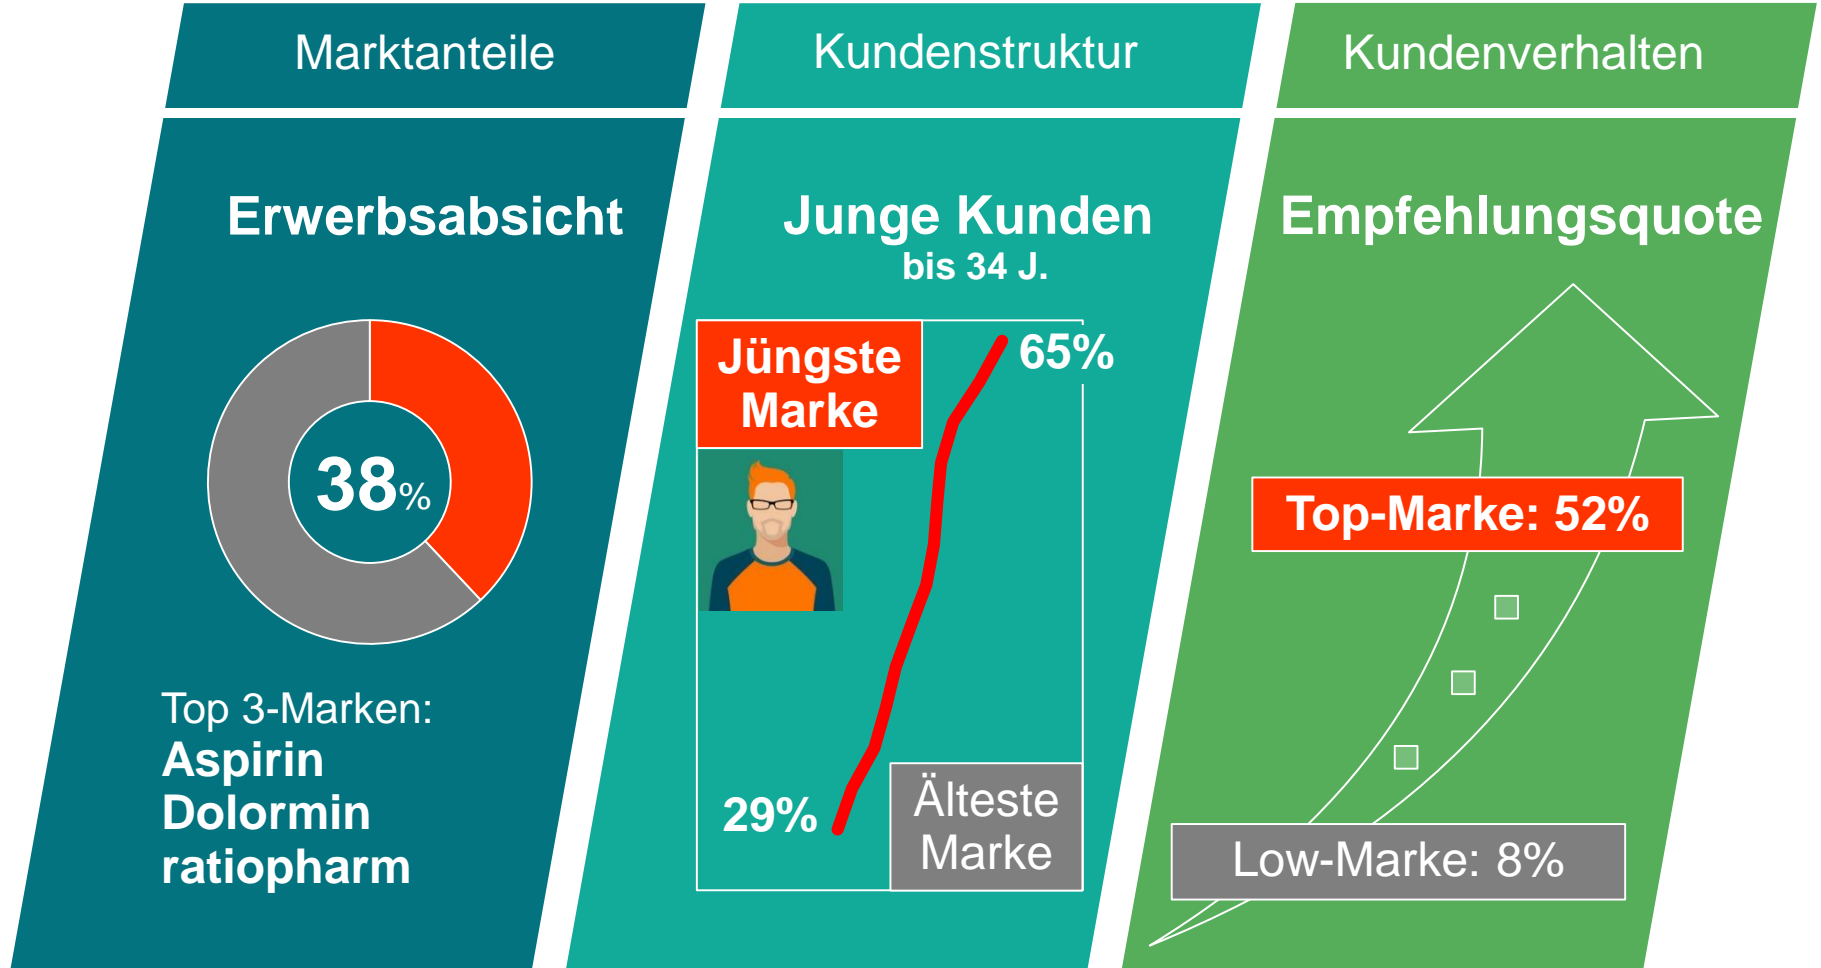 Marktanteile
Erwerbsabsicht
38%
Top 3-Marken:
Aspirin
Dolormin
ratiopharm
Kundenstruktur
Junge Kunden
bis 34 J.
Jüngste
Marke
65%
29%
Älteste
Marke
Kundenverhalten
Empfehlungsquote
Top-Marke: 52%
Low-Marke: 8%